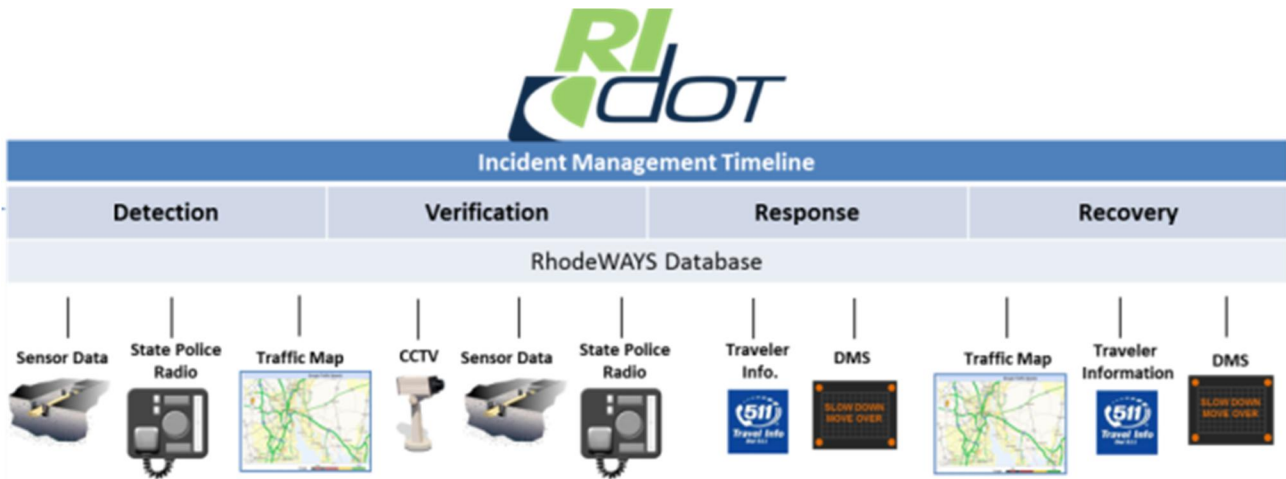 RI
DOT
Incident Management Timeline
Detection
Verification
Response
Recovery
RhodeWAYS Database
Sensor Data
State Police
Radio
Traffic Map
CCTV
Sensor Data
State Police
Radio
Traveler
Info.
DMS
Traffic Map
Traveler
Information
DMS
511
Travel Info
SLOW DOWN
MOVE OVER
511
Travel Info
SLOW DOWN
MOVE OVER